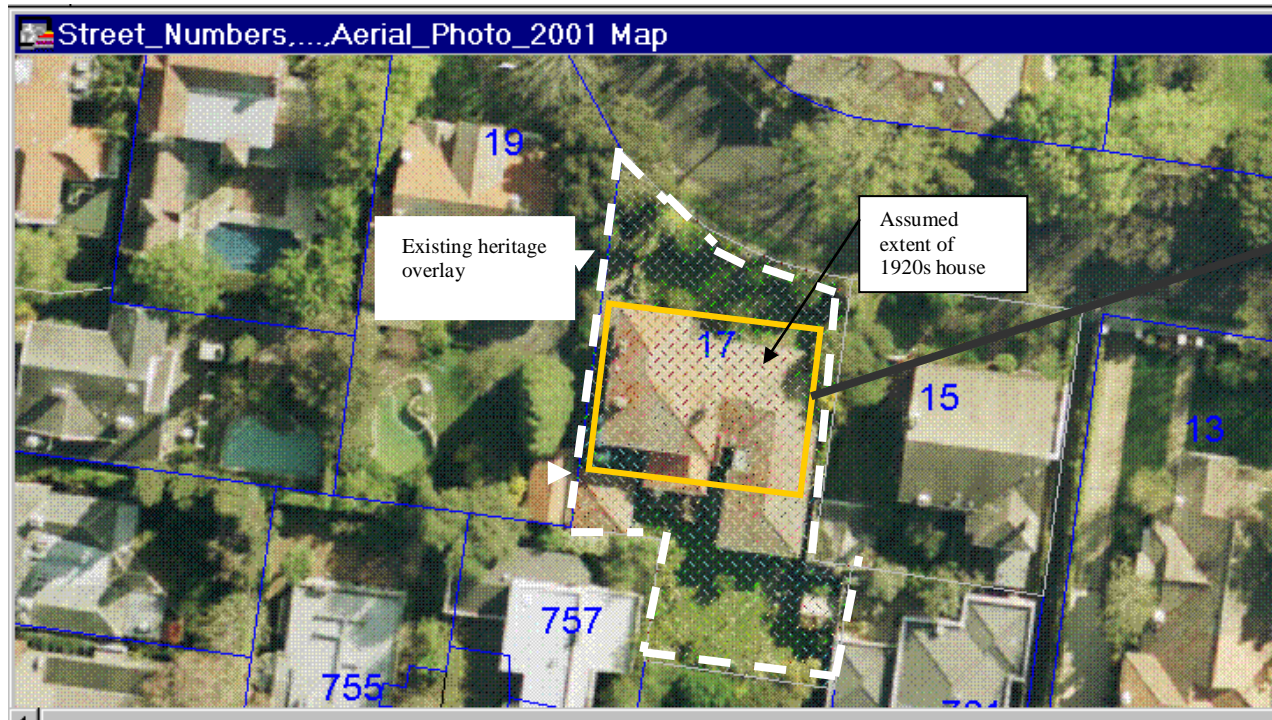 Street_Numbers,...,Aerial_Photo_2001 Map
19
Existing heritage
overlay
Assumed
extent of
1920s house
17
15
13
757
755